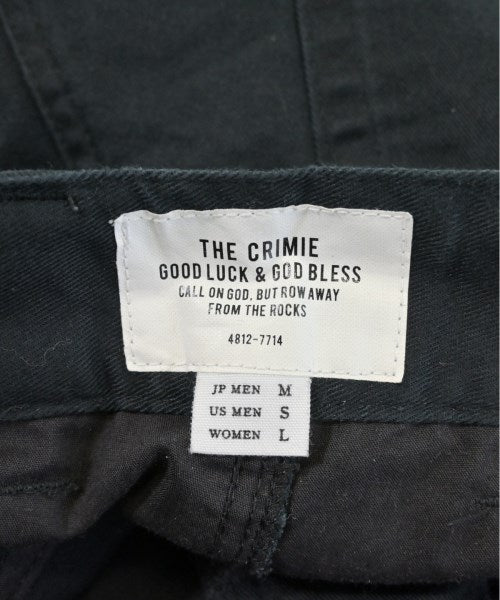 THE CRIMIE
GOOD LUCK & GOD BLESS
CALL ON GOD, BUT ROW AWAY
FROM THE ROCKS
4812-7714
JP MEN M
US MEN S
WOMEN L